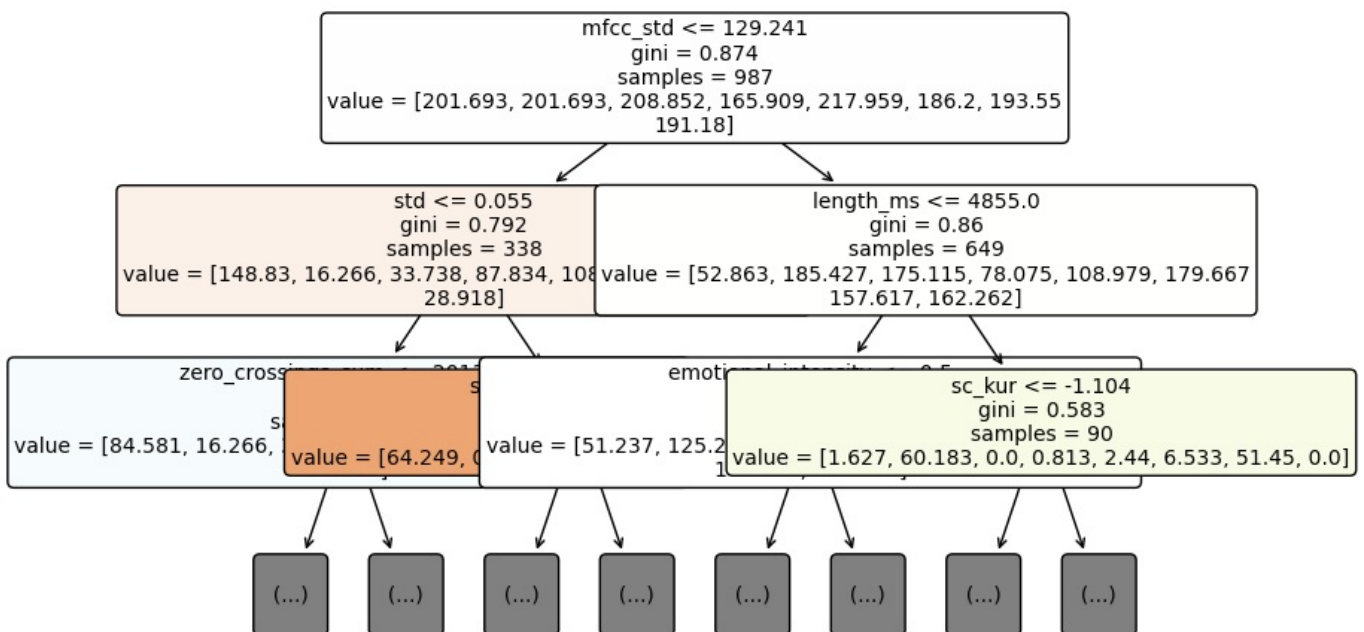 mfcc_std <= 129.241
gini = 0.874
samples = 987
value = [201.693, 201.693, 208.852, 165.909, 217.959, 186.2, 193.55
191.18]
std <= 0.055
gini = 0.792
samples = 338
value = [148.83, 16.266, 33.738, 87.834, 108
28.918]
length_ms <= 4855.0
gini = 0.86
samples = 649
value = [52.863, 185.427, 175.115, 78.075, 108.979, 179.667
157.617, 162.262]
value = [84.581, 16.266,
value = [64.249,
emotional_intensity <= 0.5
value = [51.237, 125.2
sc_kur <= -1.104
gini = 0.583
samples = 90
value = [1.627, 60.183, 0.0, 0.813, 2.44, 6.533, 51.45, 0.0]
(...)
(...)
(...)
(...)
(...)
(...)
(...)
(...)